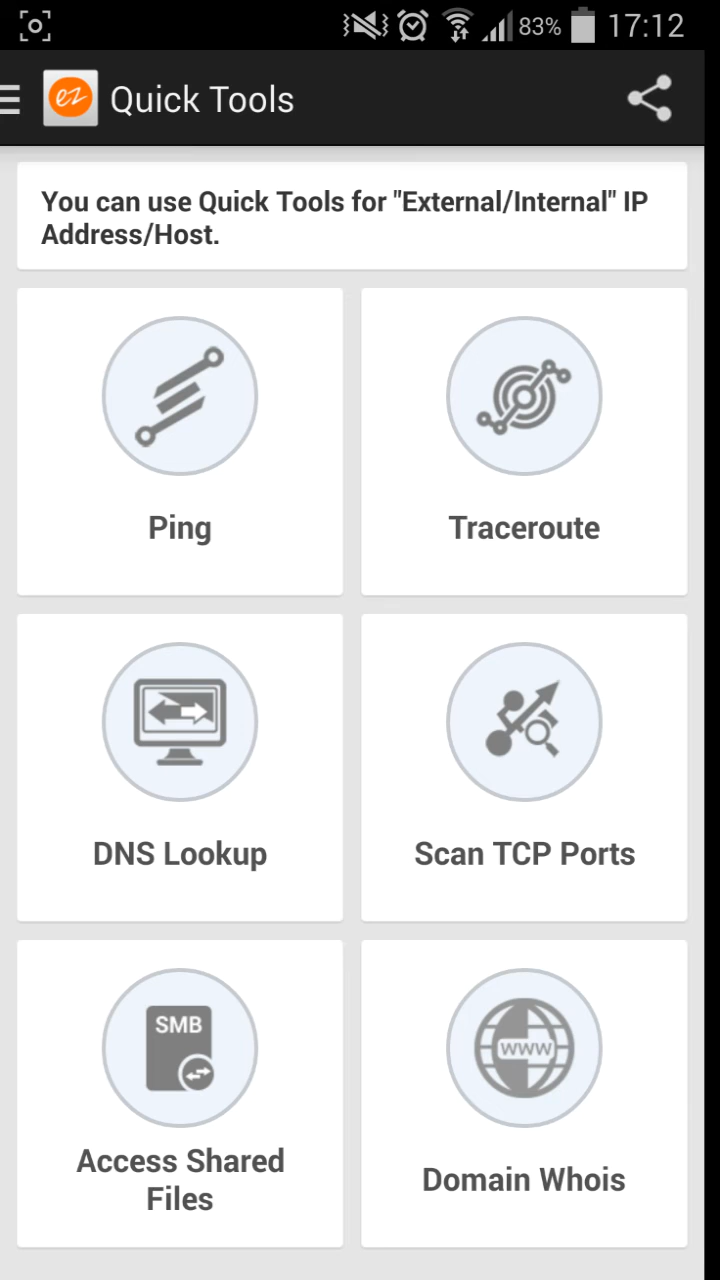 83% 17:12
ez Quick Tools
You can use Quick Tools for "External/Internal" IP
Address/Host.
Ping
Traceroute
DNS Lookup
Scan TCP Ports
SMB
www
Access Shared
Files
Domain Whois